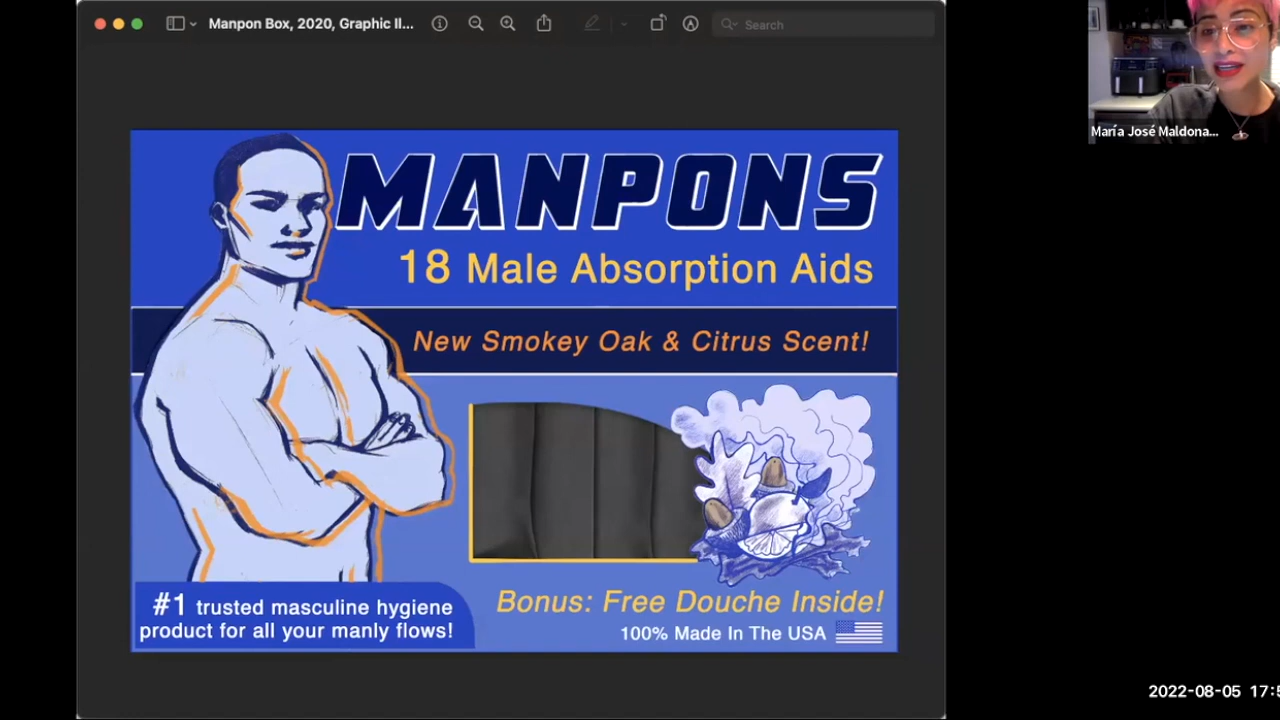 Manpon Box, 2020, Graphic Il...
Search
María José Maldona...
MANPONS
18 Male Absorption Aids
New Smokey Oak & Citrus Scent!
#1 trusted masculine hygiene
product for all your manly flows!
Bonus: Free Douche Inside!
100% Made In The USA
2022-08-05 17:5